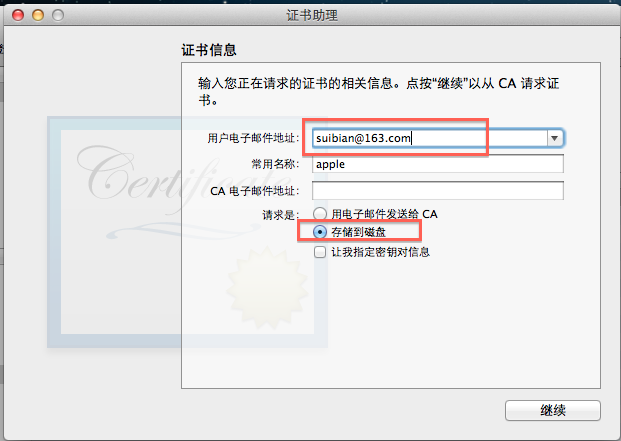 证书助理
证书信息
输入您正在请求的证书的相关信息。点按“继续”以从 CA 请求证
书。
用户电子邮件地址: suibian@163.com
常用名称: apple
CA 电子邮件地址:
请求是: 用电子邮件发送给 CA
存储到磁盘
让我指定密钥对信息
Certificate
继续